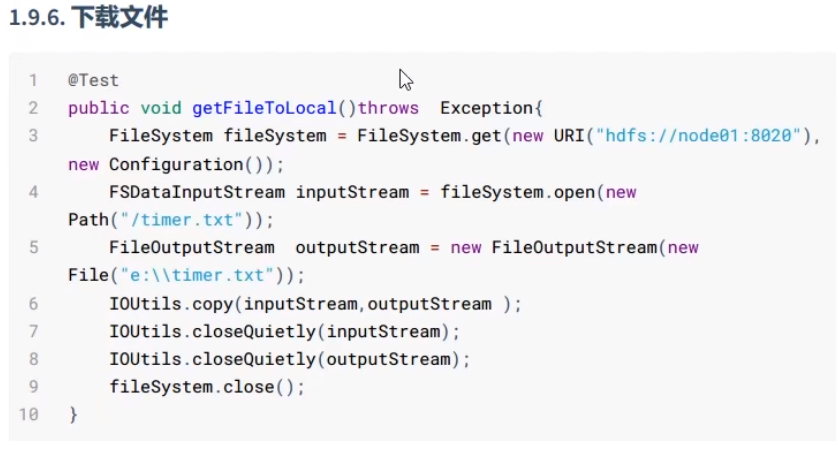 1.9.6. 下载文件
1 @Test
2 public void getFileToLocal()throws  Exception{
3     FileSystem fileSystem = FileSystem.get(new URI("hdfs://node01:8020"),
new Configuration());
4     FSDataInputStream inputStream = fileSystem.open(new
Path("/timer.txt"));
5     FileOutputStream  outputStream = new FileOutputStream(new
File("e:\\timer.txt"));
6     IOUtils.copy(inputStream,outputStream );
7     IOUtils.closeQuietly(inputStream);
8     IOUtils.closeQuietly(outputStream);
9     fileSystem.close();
10 }